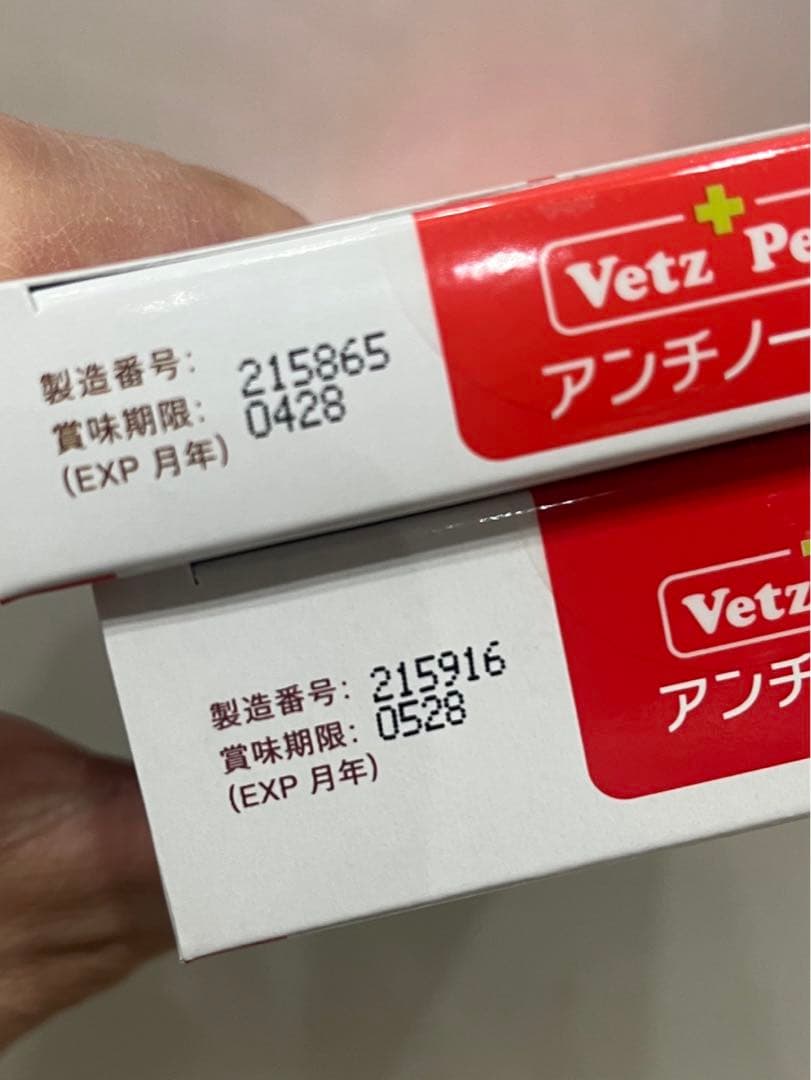 Vetz Pe
アンチノー
製造番号: 215865
賞味期限: 0428
(EXP 月年)
Vetz
アンチ
製造番号: 215916
賞味期限: 0528
(EXP 月年)